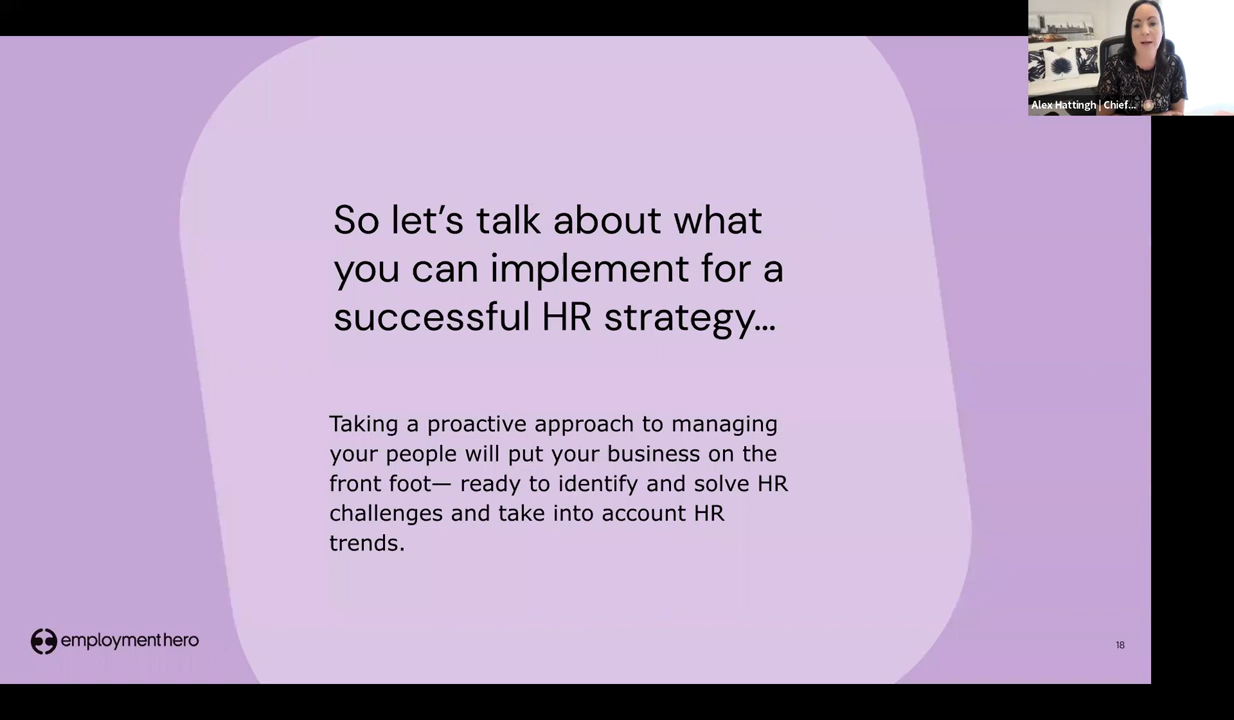 Alex Hattingh | Chief...
So let’s talk about what
you can implement for a
successful HR strategy...
Taking a proactive approach to managing
your people will put your business on the
front foot— ready to identify and solve HR
challenges and take into account HR
trends.
employmenthero
18